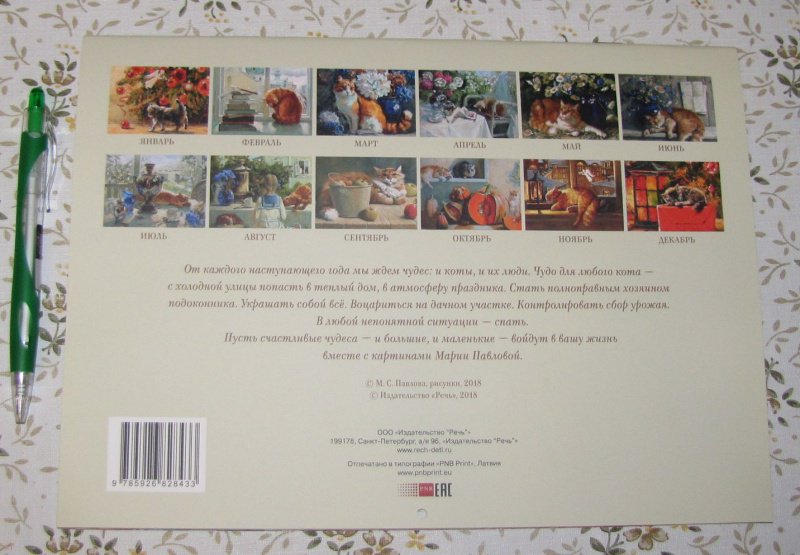 ЯНВАРЬ ФЕВРАЛЬ МАРТ АПРЕЛЬ МАЙ ИЮНЬ
ИЮЛЬ АВГУСТ СЕНТЯБРЬ ОКТЯБРЬ НОЯБРЬ ДЕКАБРЬ
От каждого наступающего года мы ждем чудес: и коты, и их люди. Чудо для любого кота —
с холодной улицы попасть в теплый дом, в атмосферу праздника. Стать полноправным хозяином
подоконника. Украшать собой всё. Воцариться на дачном участке. Контролировать сбор урожая.
В любой непонятной ситуации — спать.
Пусть счастливые чудеса — и большие, и маленькие — войдут в вашу жизнь
вместе с картинами Марии Павловой.
© М. С. Павлова, рисунки, 2018
© Издательство «Речь», 2018
ООО «Издательство "Речь"»
199178, Санкт-Петербург, а/я 96, «Издательство "Речь"»
www.rech-deti.ru
Отпечатано в типографии «PNB Print», Латвия
www.pnbprint.eu
PNB EAC
9 785926 828433